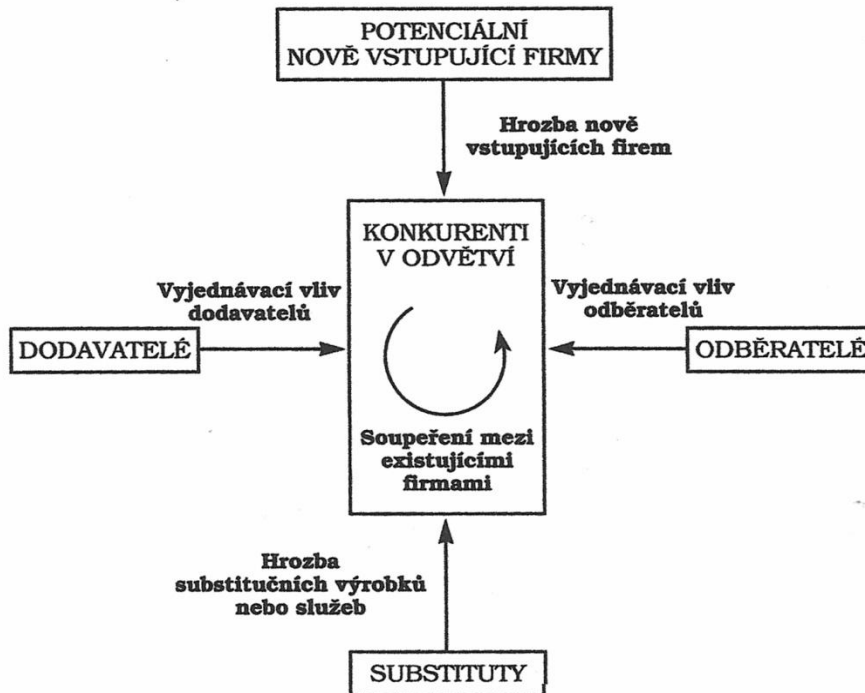 POTENCIÁLNÍ
NOVĚ VSTUPUJÍCÍ FIRMY
Hrozba nově
vstupujících firem
KONKURENTI
V ODVĚTVÍ
Vyjednávací vliv
dodavatelů
Vyjednávací vliv
odběratelů
DODAVATELÉ
ODBĚRATELÉ
Soupeření mezi
existujícími
firmami
Hrozba
substitučních výrobků
nebo služeb
SUBSTITUTY